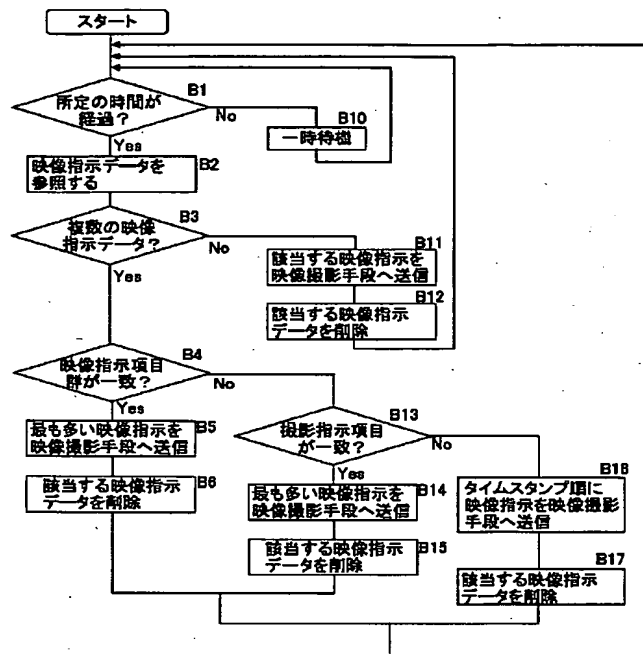 スタート
所定の時間が
経過?
B1
No
Yes
B10
一時待機
映像指示データを
参照する
B2
複数の映像
指示データ?
B3
No
Yes
B11
該当する映像指示を
映像撮影手段へ送信
B12
該当する映像指示
データを削除
映像指示項目
群が一致?
B4
No
Yes
最も多い映像指示を
映像撮影手段へ送信
B5
該当する映像指示
データを削除
B6
撮影指示項目
が一致?
B13
No
Yes
最も多い映像指示を
映像撮影手段へ送信
B14
該当する映像指示
データを削除
B15
B16
タイムスタンプ順に
映像指示を映像撮影
手段へ送信
B17
該当する映像指示
データを削除